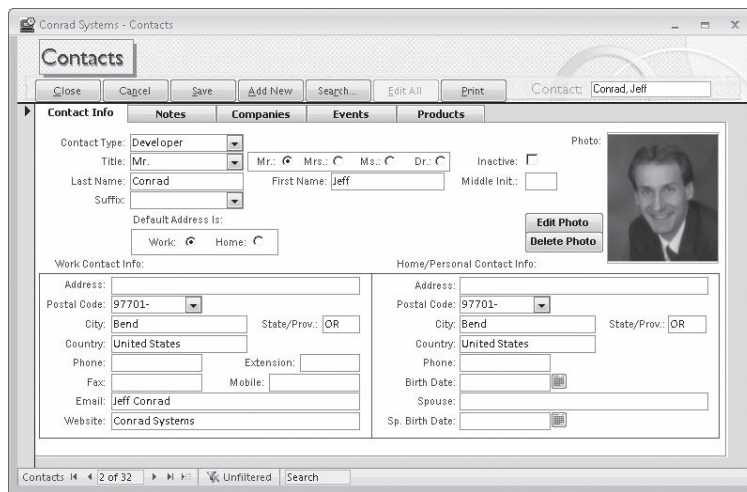 Conrad Systems - Contacts
Contacts
Close Cancel Save Add New Search... Edit All Print Contact: Conrad, Jeff
Contact Info Notes Companies Events Products
Contact Type: Developer Photo:
Title: Mr. Mr.: Mrs.: Ms.: Dr.: Inactive:
Last Name: Conrad First Name: Jeff Middle Init.:
Suffix:
Default Address Is:
Work: Home:
Edit Photo
Delete Photo
Work Contact Info: Home/Personal Contact Info:
Address: Address:
Postal Code: 97701- Postal Code: 97701-
City: Bend State/Prov.: OR City: Bend State/Prov.: OR
Country: United States Country: United States
Phone: Extension: Phone:
Fax: Mobile: Birth Date:
Email: Jeff Conrad Spouse:
Website: Conrad Systems Sp. Birth Date:
Contacts 2 of 32 Unfiltered Search